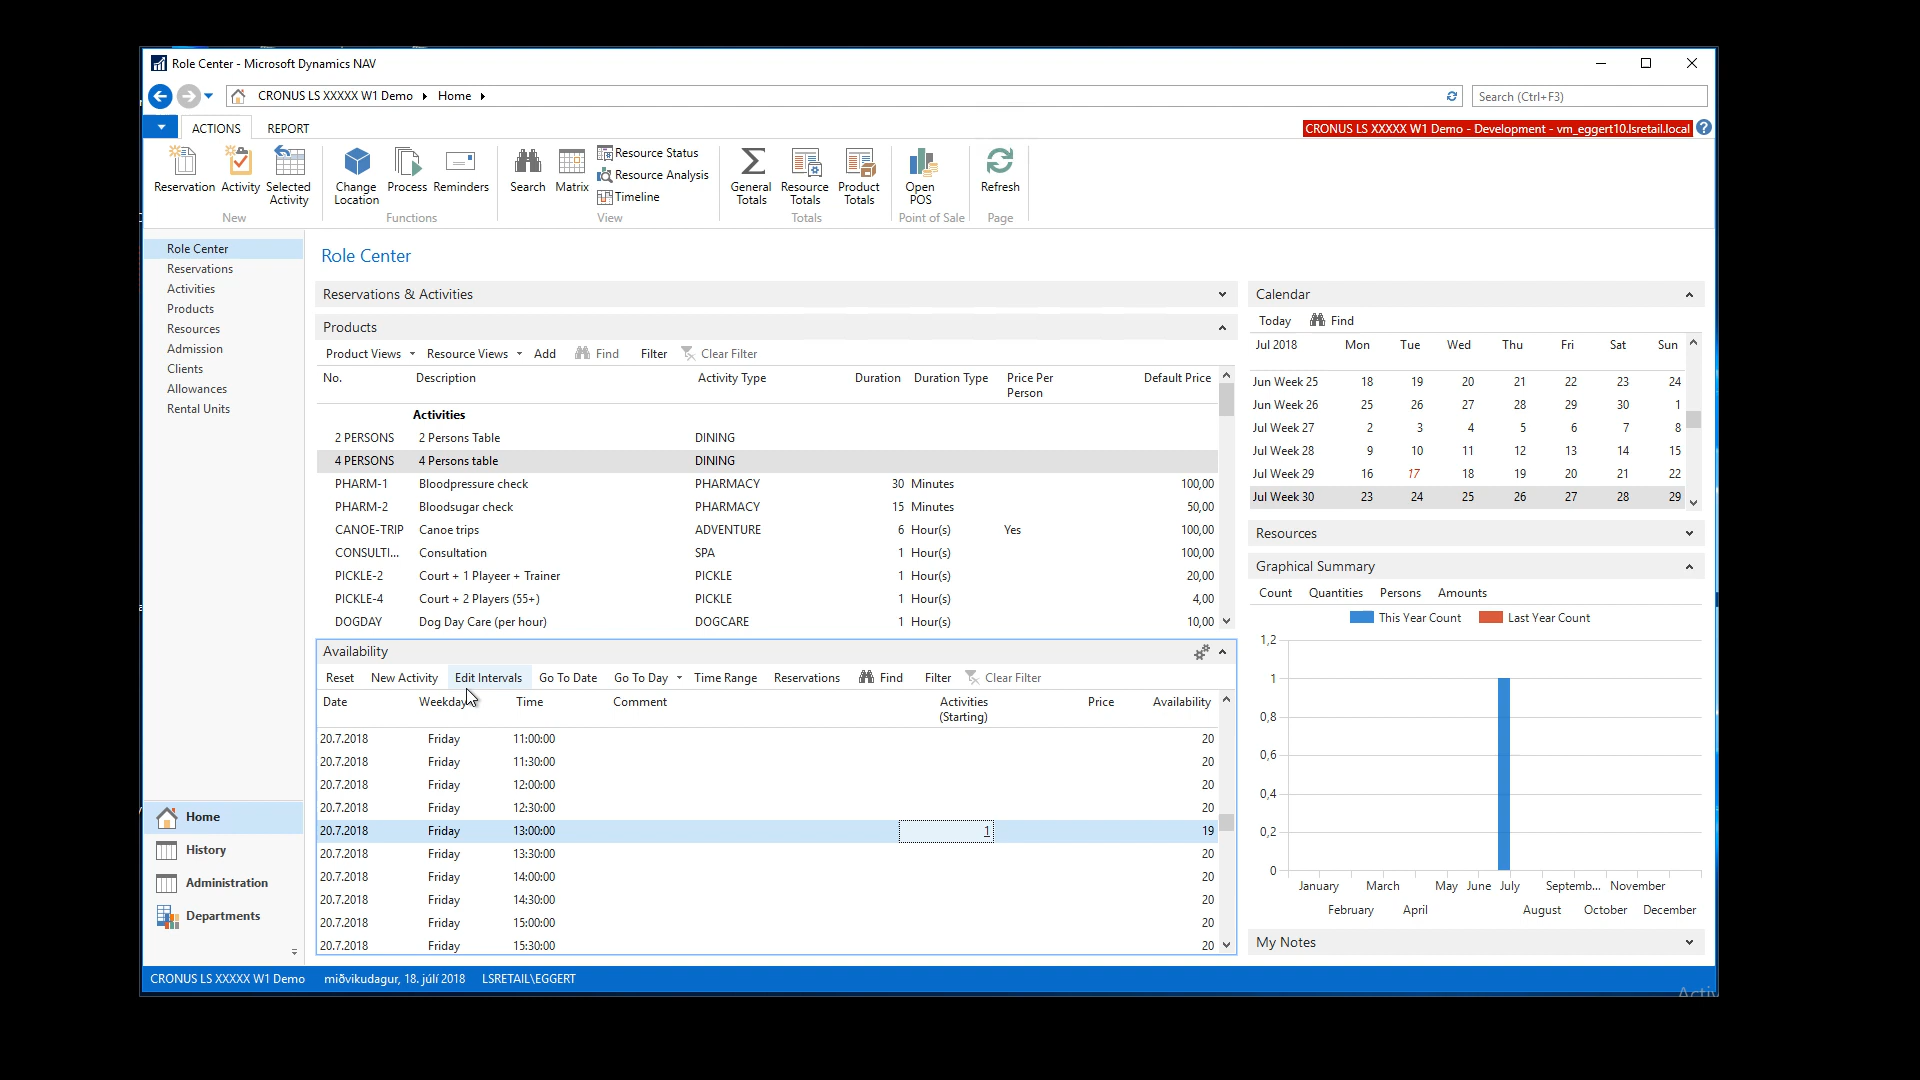 Role Center - Microsoft Dynamics NAV
CRONUS LS XXXXX W1 Demo Home
Search (Ctrl+F3)
ACTIONS REPORT
CRONUS LS XXXXX W1 Demo - Development - vm_eggert10.lsretail.local
Reservation Activity Selected Activity
New
Change Location Process Reminders
Functions
Search Matrix Resource Status
Resource Analysis
Timeline
View
General Totals Resource Totals Product Totals
Totals
Open POS
Point of Sale
Refresh
Page
Role Center
Reservations
Activities
Products
Resources
Admission
Clients
Allowances
Rental Units
Home
History
Administration
Departments
Role Center
Reservations & Activities
Products
Product Views Resource Views Add Find Filter Clear Filter
No. Description Activity Type Duration Duration Type Price Per Person Default Price
Activities
2 PERSONS 2 Persons Table DINING
4 PERSONS 4 Persons table DINING
PHARM-1 Bloodpressure check PHARMACY 30 Minutes 100,00
PHARM-2 Bloodsugar check PHARMACY 15 Minutes 50,00
CANOE-TRIP Canoe trips ADVENTURE 6 Hour(s) Yes 100,00
CONSULTI... Consultation SPA 1 Hour(s) 100,00
PICKLE-2 Court + 1 Playeer + Trainer PICKLE 1 Hour(s) 20,00
PICKLE-4 Court + 2 Players (55+) PICKLE 1 Hour(s) 4,00
DOGDAY Dog Day Care (per hour) DOGCARE 1 Hour(s) 10,00
Availability
Reset New Activity Edit Intervals Go To Date Go To Day Time Range Reservations Find Filter Clear Filter
Date Weekday Time Comment Activities (Starting) Price Availability
20.7.2018 Friday 11:00:00 20
20.7.2018 Friday 11:30:00 20
20.7.2018 Friday 12:00:00 20
20.7.2018 Friday 12:30:00 20
20.7.2018 Friday 13:00:00 1 19
20.7.2018 Friday 13:30:00 20
20.7.2018 Friday 14:00:00 20
20.7.2018 Friday 14:30:00 20
20.7.2018 Friday 15:00:00 20
20.7.2018 Friday 15:30:00 20
Calendar
Today Find
Jul 2018 Mon Tue Wed Thu Fri Sat Sun
Jun Week 25 18 19 20 21 22 23 24
Jun Week 26 25 26 27 28 29 30 1
Jul Week 27 2 3 4 5 6 7 8
Jul Week 28 9 10 11 12 13 14 15
Jul Week 29 16 17 18 19 20 21 22
Jul Week 30 23 24 25 26 27 28 29
Resources
Graphical Summary
Count Quantities Persons Amounts
This Year Count Last Year Count
1,2
1
0,8
0,6
0,4
0,2
0
January March May June July Septemb... November
February April August October December
My Notes
CRONUS LS XXXXX W1 Demo miðvikudagur, 18. júlí 2018 LSRETAIL\EGGERT